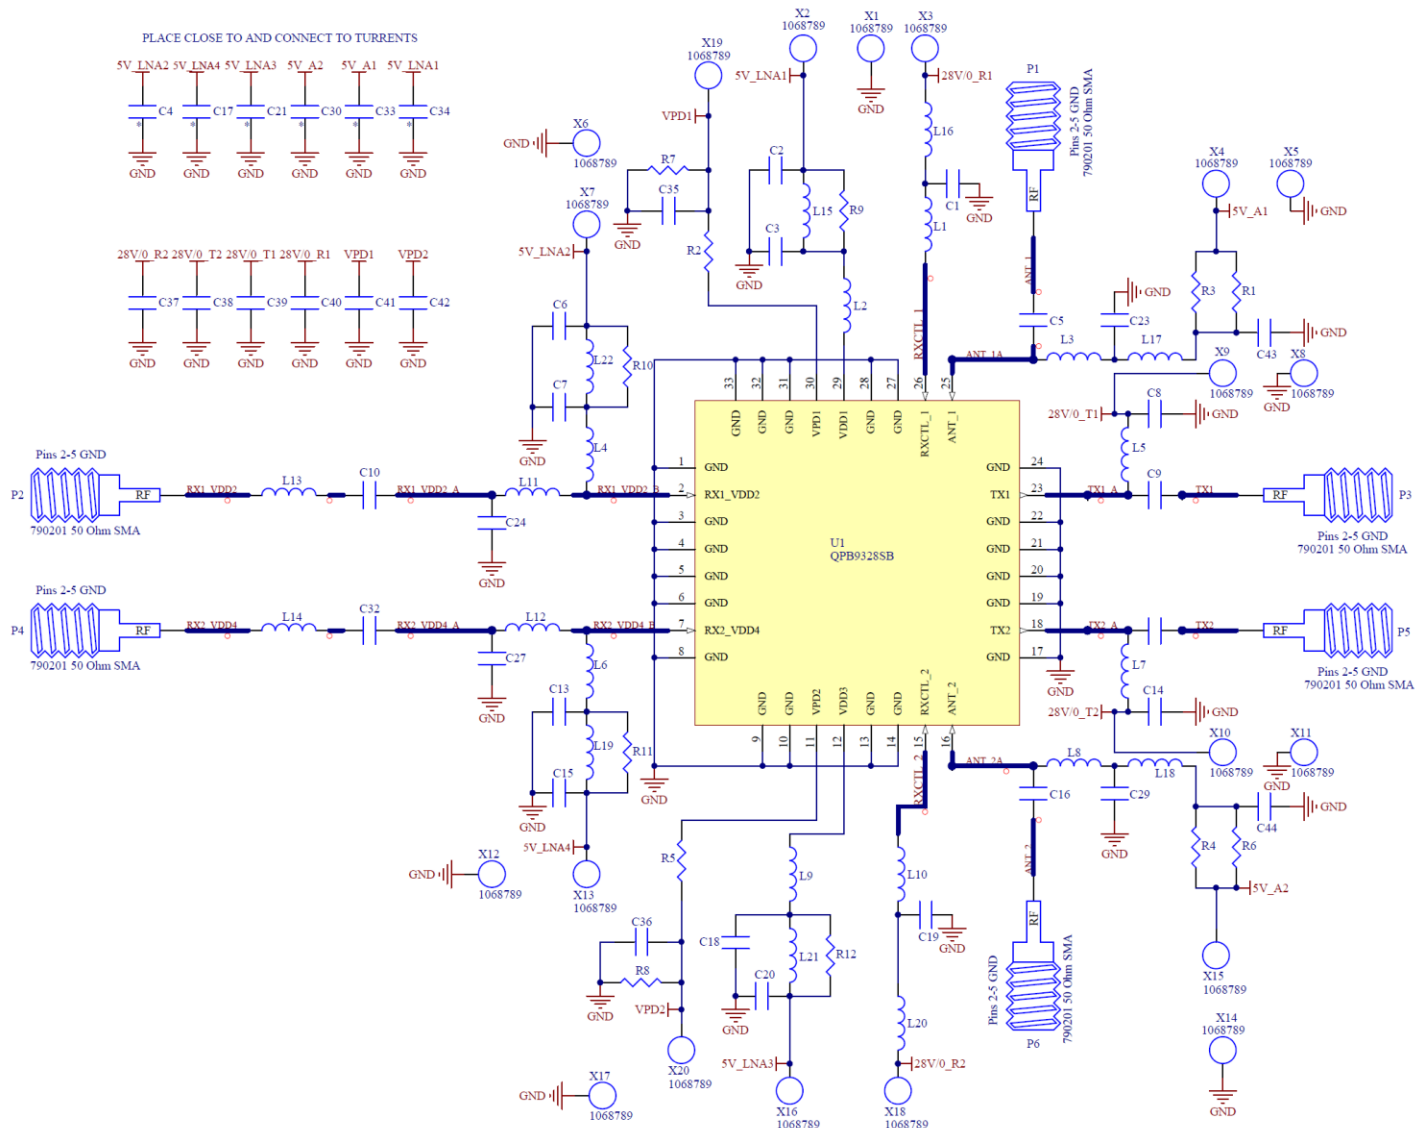 PLACE CLOSE TO AND CONNECT TO TURRENTS
5V_LNA2 5V_LNA4 5V_LNA3 5V_A2 5V_A1 5V_LNA1
C4 C17 C21 C30 C33 C34
* * * * * *
GND GND GND GND GND GND
28V/0_R2 28V/0_T2 28V/0_T1 28V/0_R1 VPD1 VPD2
C37 C38 C39 C40 C41 C42
GND GND GND GND GND GND
X19
1068789
VPD1
R7
C35
GND
R2
X2
1068789
5V_LNA1
C2
L15
R9
C3
GND
L2
X1
1068789
GND
X3
1068789
28V/0_R1
L16
C1
GND
L1
RXCTL_1
P1
Pins 2-5 GND
790201 50 Ohm SMA
RF
ANT_1
C5
ANT_1A
L3
C23
GND
L17
X4
1068789
5V_A1
R3
R1
C43
GND
X5
1068789
GND
X6
1068789
GND
X7
1068789
5V_LNA2
C6
L22
R10
C7
GND
L4
X9
1068789
28V/0_T1
C8
GND
L5
X8
1068789
GND
Pins 2-5 GND
P2
RF
790201 50 Ohm SMA
RX1_VDD2
L13
C10
RX1_VDD2_A
L11
RX1_VDD2_B
C24
GND
33 32 31 30 29 28 27 26 25
GND GND GND VPD1 VDD1 GND GND RXCTL_1 ANT_1
1 GND
2 RX1_VDD2
3 GND
4 GND
5 GND
6 GND
7 RX2_VDD4
8 GND
U1
QPB9328SB
GND 24
TX1 23
GND 22
GND 21
GND 20
GND 19
TX2 18
GND 17
GND GND VPD2 VDD3 GND GND RXCTL_2 ANT_2
9 10 11 12 13 14 15 16
TX1_A
C9
TX1
RF
P3
Pins 2-5 GND
790201 50 Ohm SMA
Pins 2-5 GND
P4
RF
790201 50 Ohm SMA
RX2_VDD4
L14
C32
RX2_VDD4_A
L12
RX2_VDD4_B
C27
GND
TX2_A
TX2
RF
P5
Pins 2-5 GND
790201 50 Ohm SMA
GND
L6
C13
L19
R11
C15
GND
5V_LNA4
X13
1068789
GND
X12
1068789
GND
L7
28V/0_T2
C14
GND
X10
1068789
X11
1068789
GND
ANT_2A
L8
L18
C16
C29
GND
C44
GND
R4
R6
5V_A2
X15
1068789
ANT_2
RF
Pins 2-5 GND
790201 50 Ohm SMA
P6
R5
C36
R8
GND
VPD2
X20
1068789
L9
C18
L21
R12
C20
GND
5V_LNA3
X16
1068789
RXCTL_2
L10
C19
GND
L20
28V/0_R2
X18
1068789
X14
1068789
GND
GND
X17
1068789